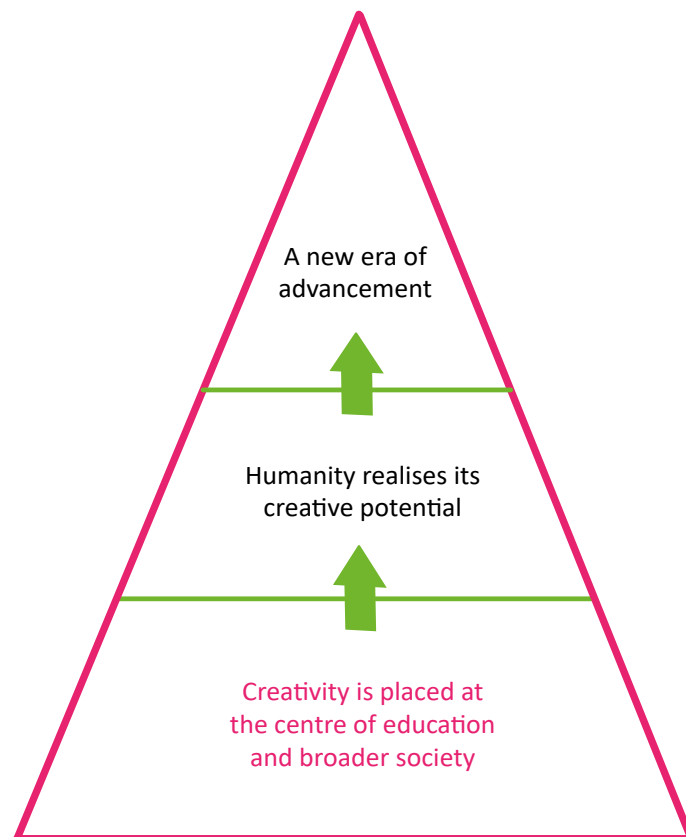 A new era of
advancement
Humanity realises its
creative potential
Creativity is placed at
the centre of education
and broader society